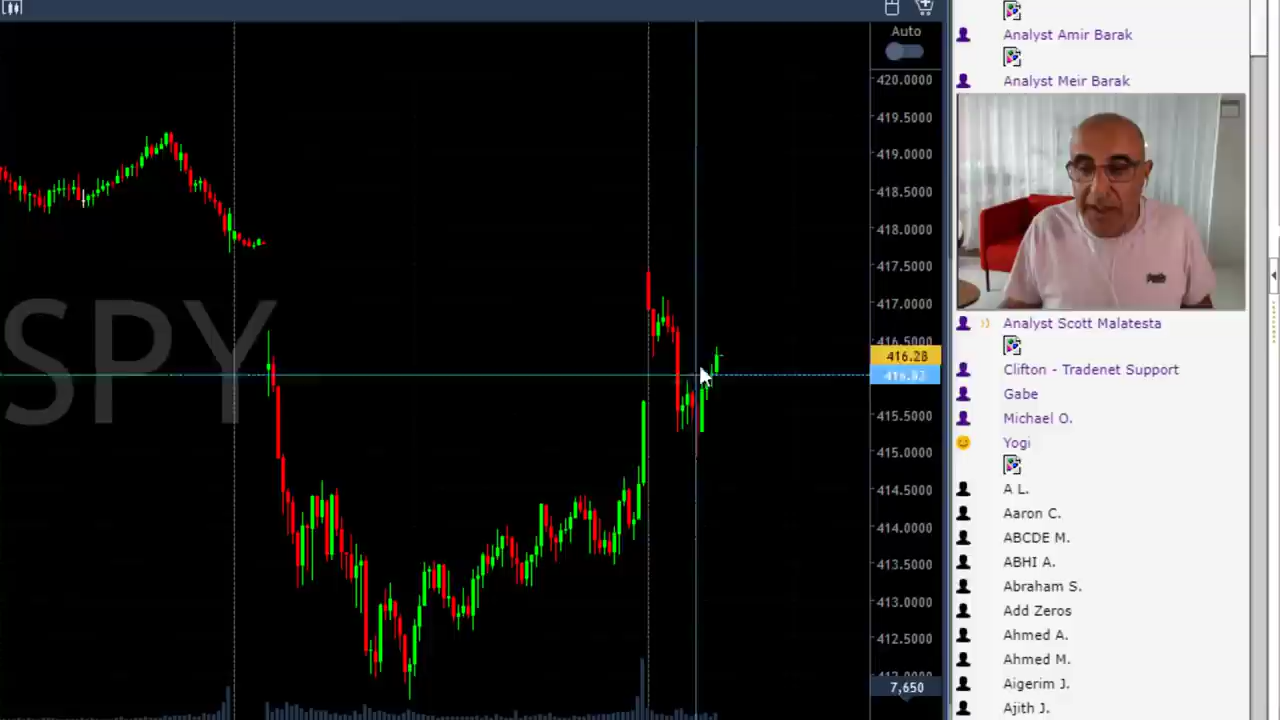 Auto
420.0000
419.5000
419.0000
418.5000
418.0000
417.5000
417.0000
416.5000
416.28
415.5000
415.0000
414.5000
414.0000
413.5000
413.0000
412.5000
7,650
SPY
Analyst Amir Barak
Analyst Meir Barak
Analyst Scott Malatesta
Clifton - Tradenet Support
Gabe
Michael O.
Yogi
A L.
Aaron C.
ABCDE M.
ABHI A.
Abraham S.
Add Zeros
Ahmed A.
Ahmed M.
Aigerim J.
Ajith J.